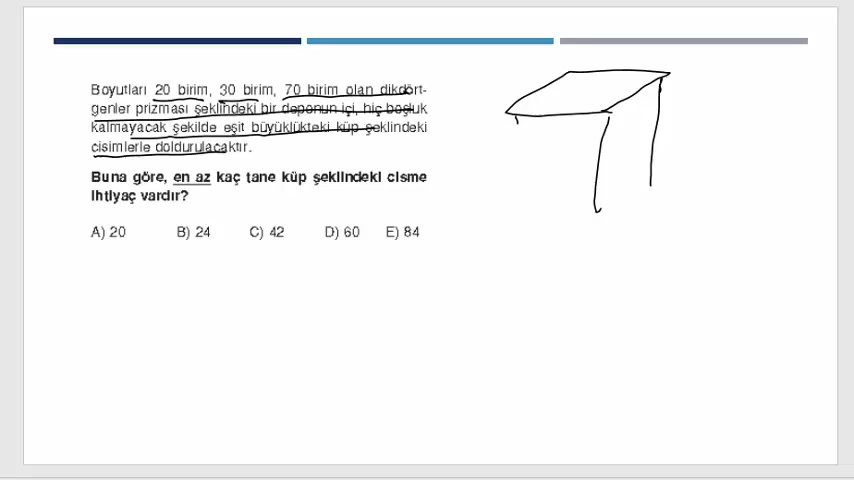 Boyutları 20 birim, 30 birim, 70 birim olan dikdört-
genler prizması şeklindeki bir deponun içi, hiç boşluk
kalmayacak şekilde eşit büyüklükteki küp şeklindeki
cisimlerle doldurulacaktır.
Buna göre, en az kaç tane küp şeklindeki cisme
ihtiyaç vardır?
A) 20 B) 24 C) 42 D) 60 E) 84